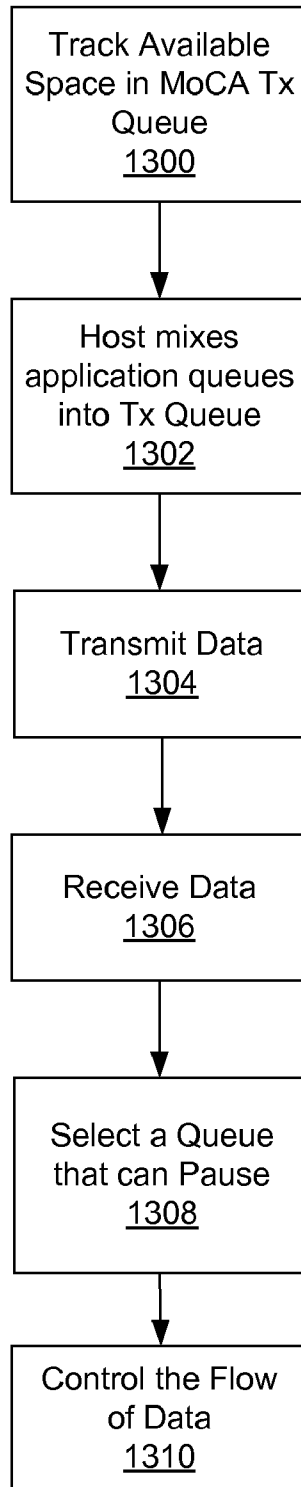 Track Available
Space in MoCA Tx
Queue
1300
Host mixes
application queues
into Tx Queue
1302
Transmit Data
1304
Receive Data
1306
Select a Queue
that can Pause
1308
Control the Flow
of Data
1310